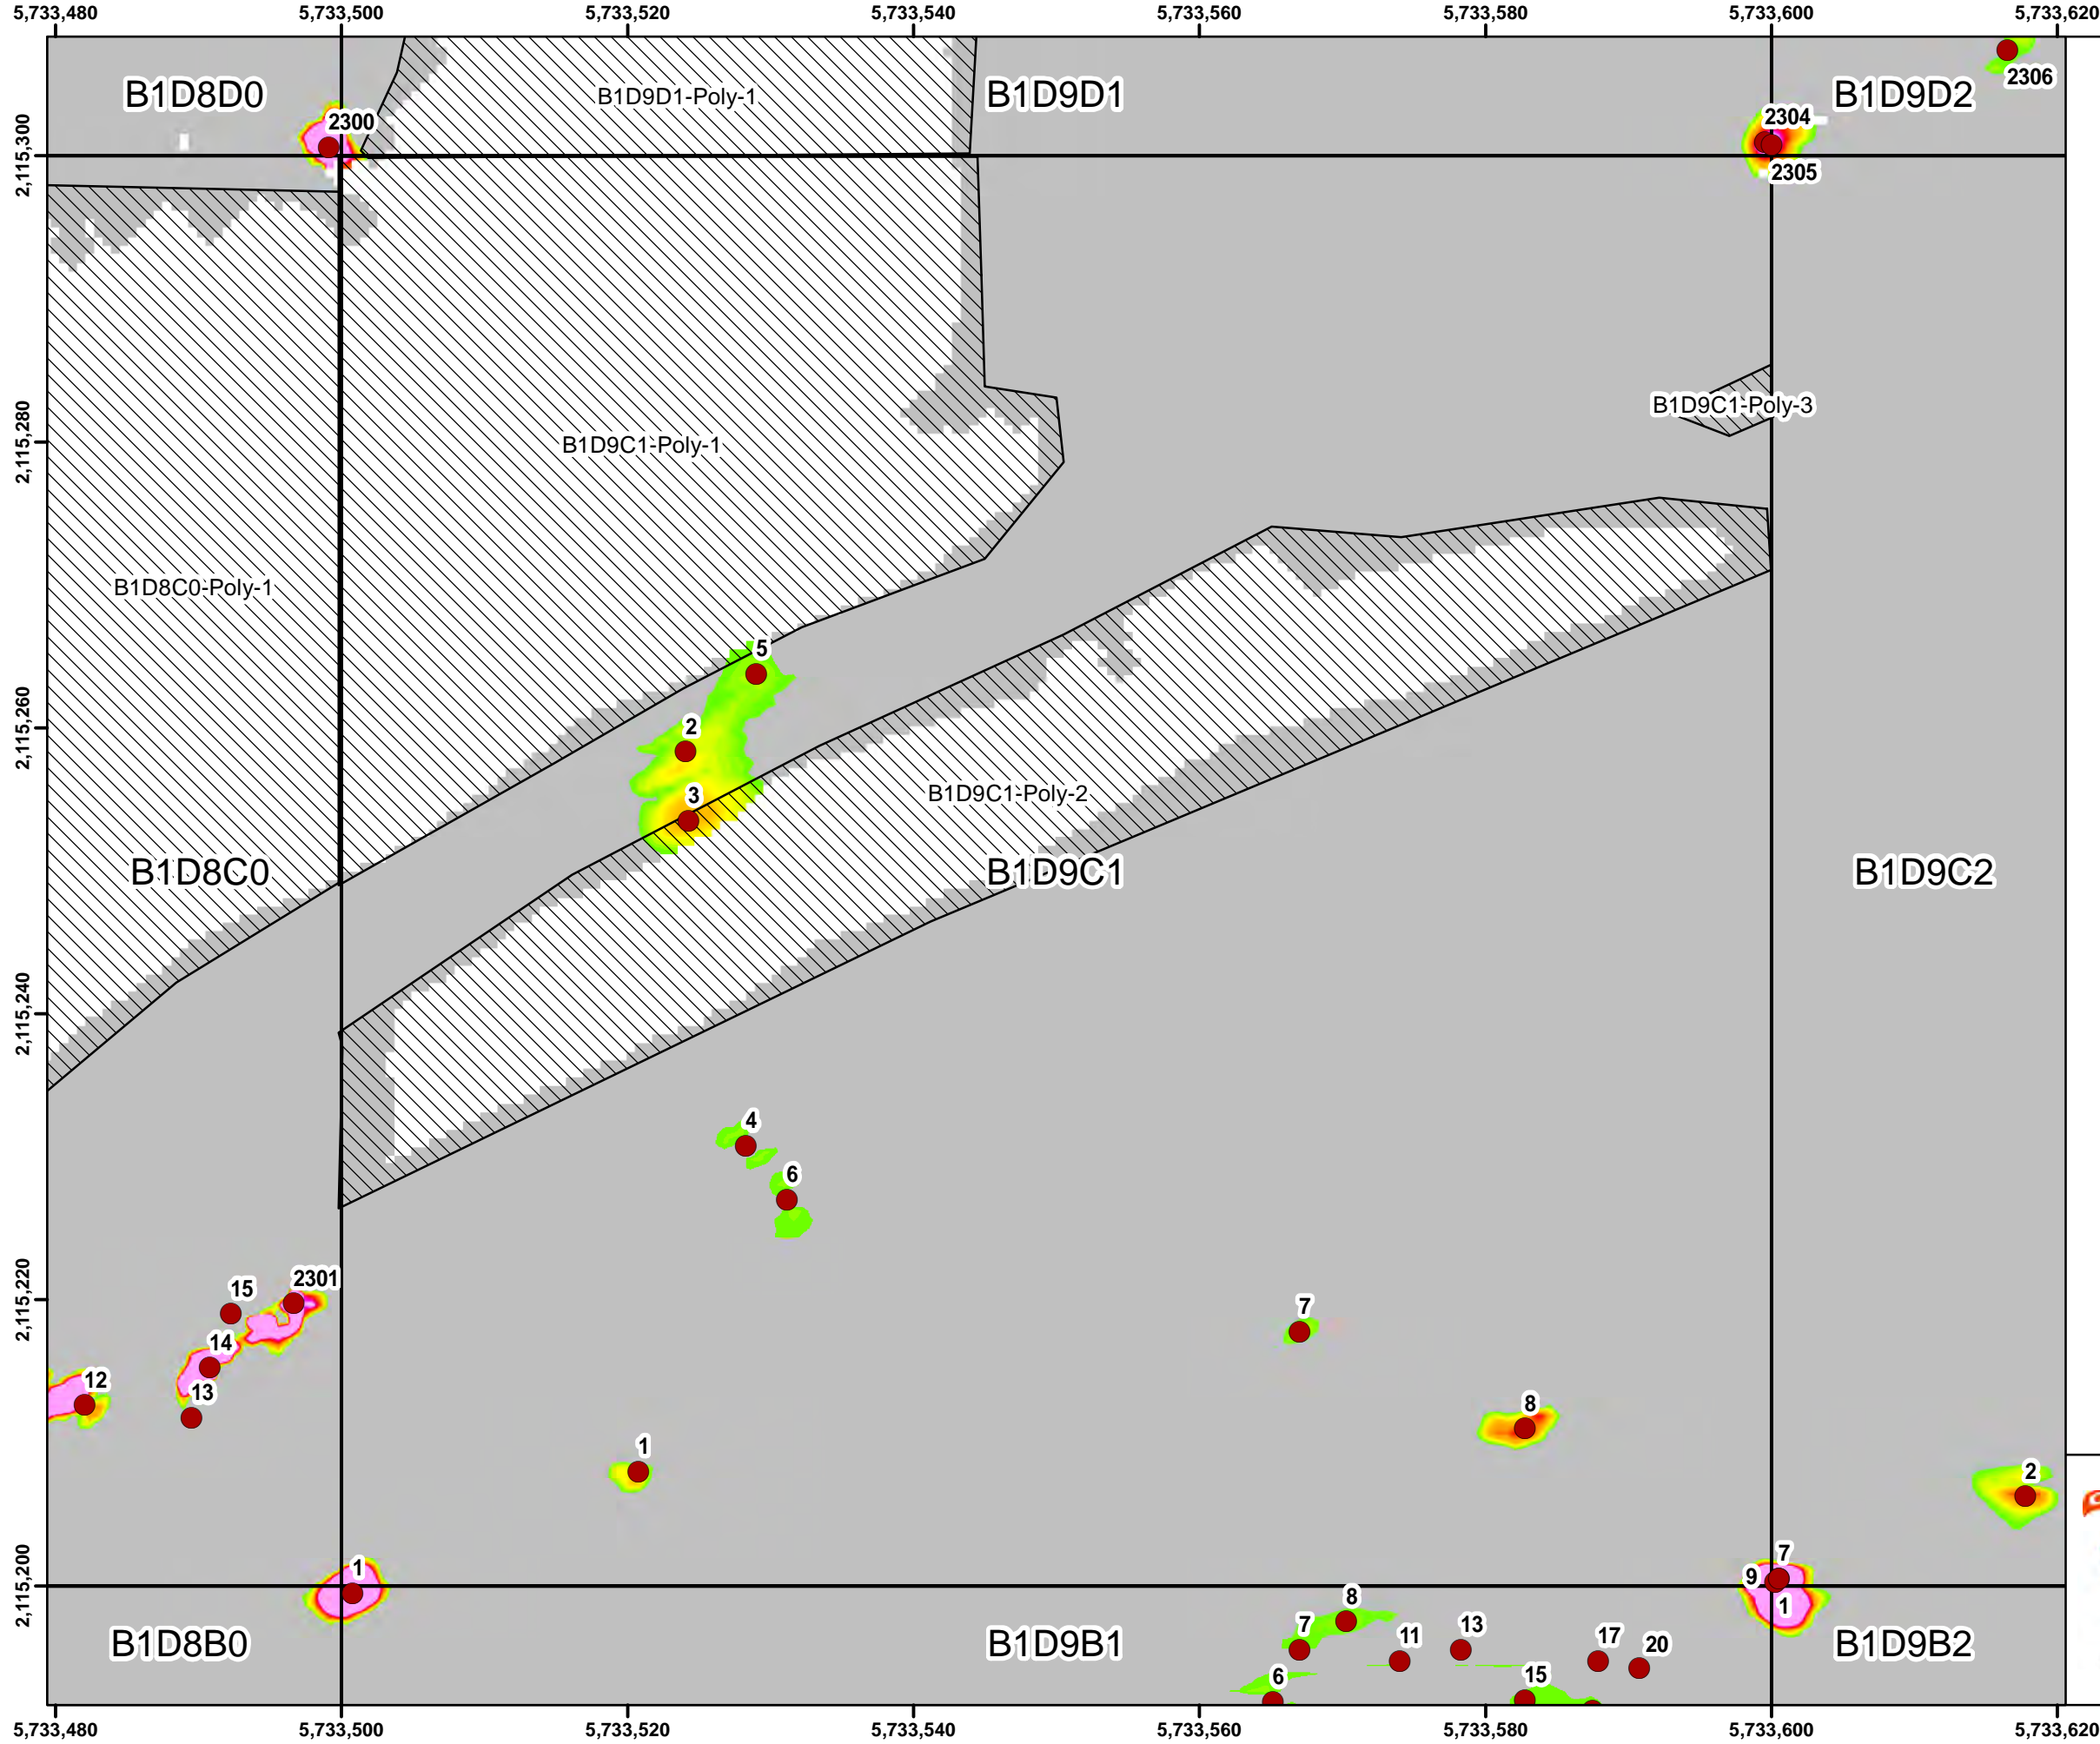 5,733,480 5,733,500 5,733,520 5,733,540 5,733,560 5,733,580 5,733,600 5,733,620
B1D8D0 B1D9D1-Poly-1 B1D9D1 B1D9D2
2306
2300 2304
2,115,300
2305
B1D9C1-Poly-3
2,115,280
B1D9C1-Poly-1
B1D8C0-Poly-1
5
2,115,260
2
3 B1D9C1-Poly-2
B1D8C0 B1D9C1 B1D9C2
2,115,240
4
6
2,115,220
15 2301
7
14
12 13
8
1 2
2,115,200
1 7
9
1
8
B1D8B0 B1D9B1 7 11 13 17 20 B1D9B2
6 15
5,733,480 5,733,500 5,733,520 5,733,540 5,733,560 5,733,580 5,733,600 5,733,620